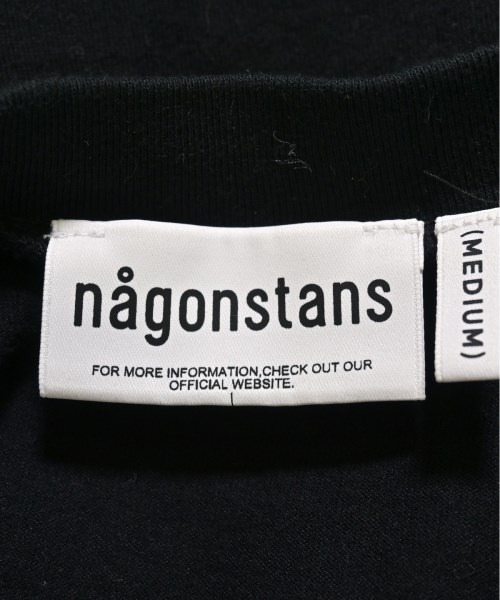 någonstans
FOR MORE INFORMATION,CHECK OUT OUR
OFFICIAL WEBSITE.
(MEDIUM)